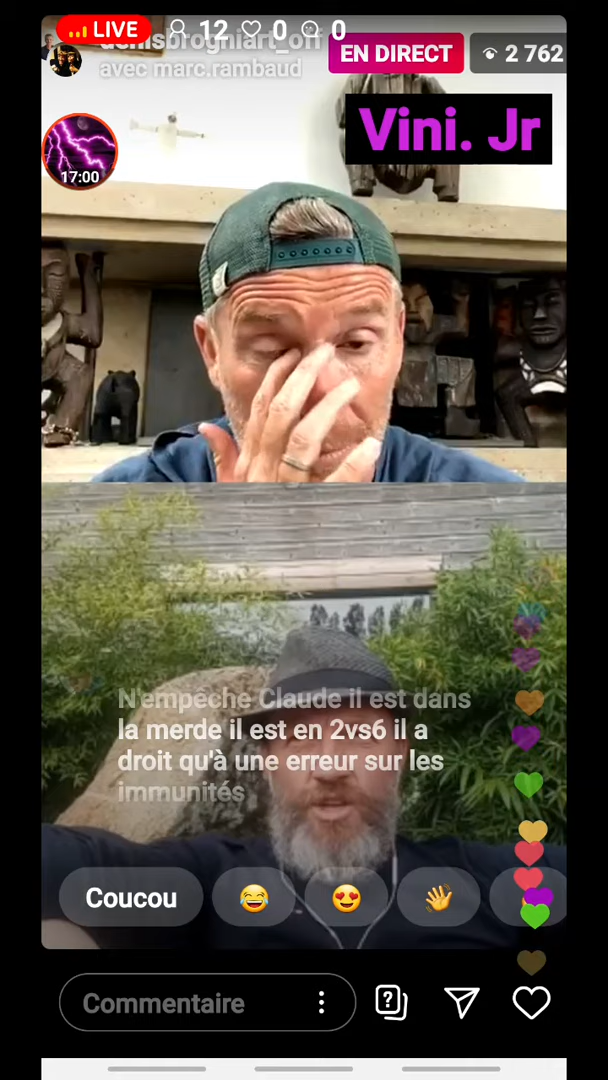 LIVE 12 0 0
denisbrogniart_off
avec marc.rambaud
EN DIRECT
2 762
Vini. Jr
17:00
N'empêche Claude il est dans
la merde il est en 2vs6 il a
droit qu'à une erreur sur les
immunités
Coucou
Commentaire